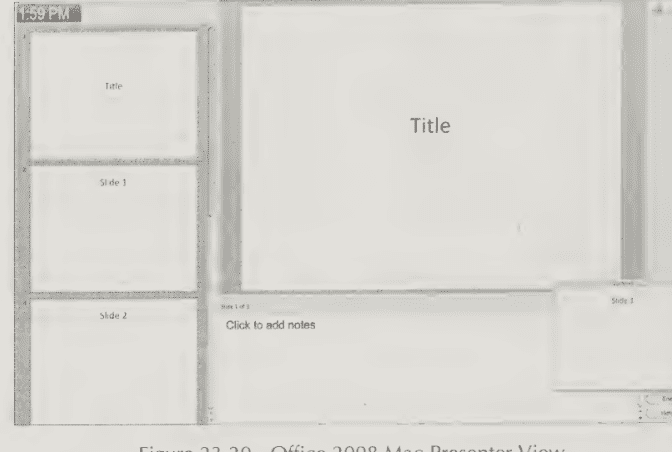 1:59 PM
Title
Slide 1
Slide 2
Title
Click to add notes
Slide 1
Figure 23-20 Office 2008 Mac Presenter View